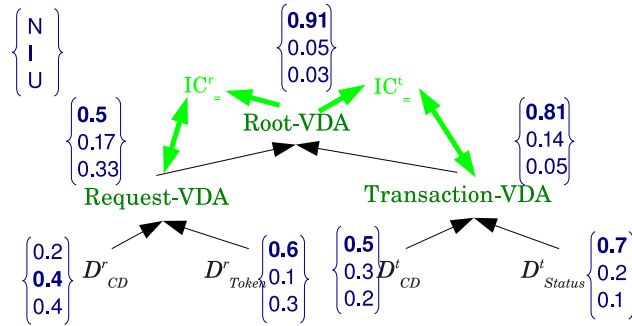 N
I
U
0.91
0.05
0.03
IC^r_=
IC^t_=
0.5
0.17
0.33
Root-VDA
0.81
0.14
0.05
Request-VDA
Transaction-VDA
0.2
0.4
0.4
D^r_CD
D^r_Token
0.6
0.1
0.3
0.5
0.3
0.2
D^t_CD
D^t_Status
0.7
0.2
0.1